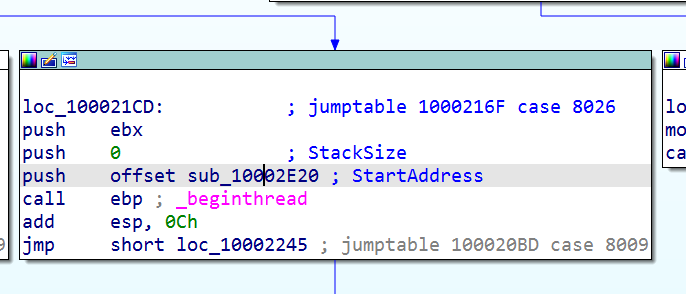 loc_100021CD: ; jumptable 1000216F case 8026
push ebx
push 0 ; StackSize
push offset sub_10002E20 ; StartAddress
call ebp ; _beginthread
add esp, 0Ch
jmp short loc_10002245 ; jumptable 100020BD case 8009
9
lo
mo
ca